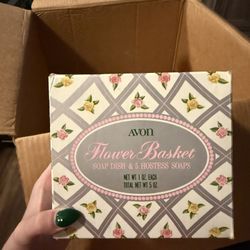 AVON
Flower Basket
SOAP DISH & 5 HOSTESS SOAPS
NET WT 1 OZ. EACH
TOTAL NET WT 5 OZ.